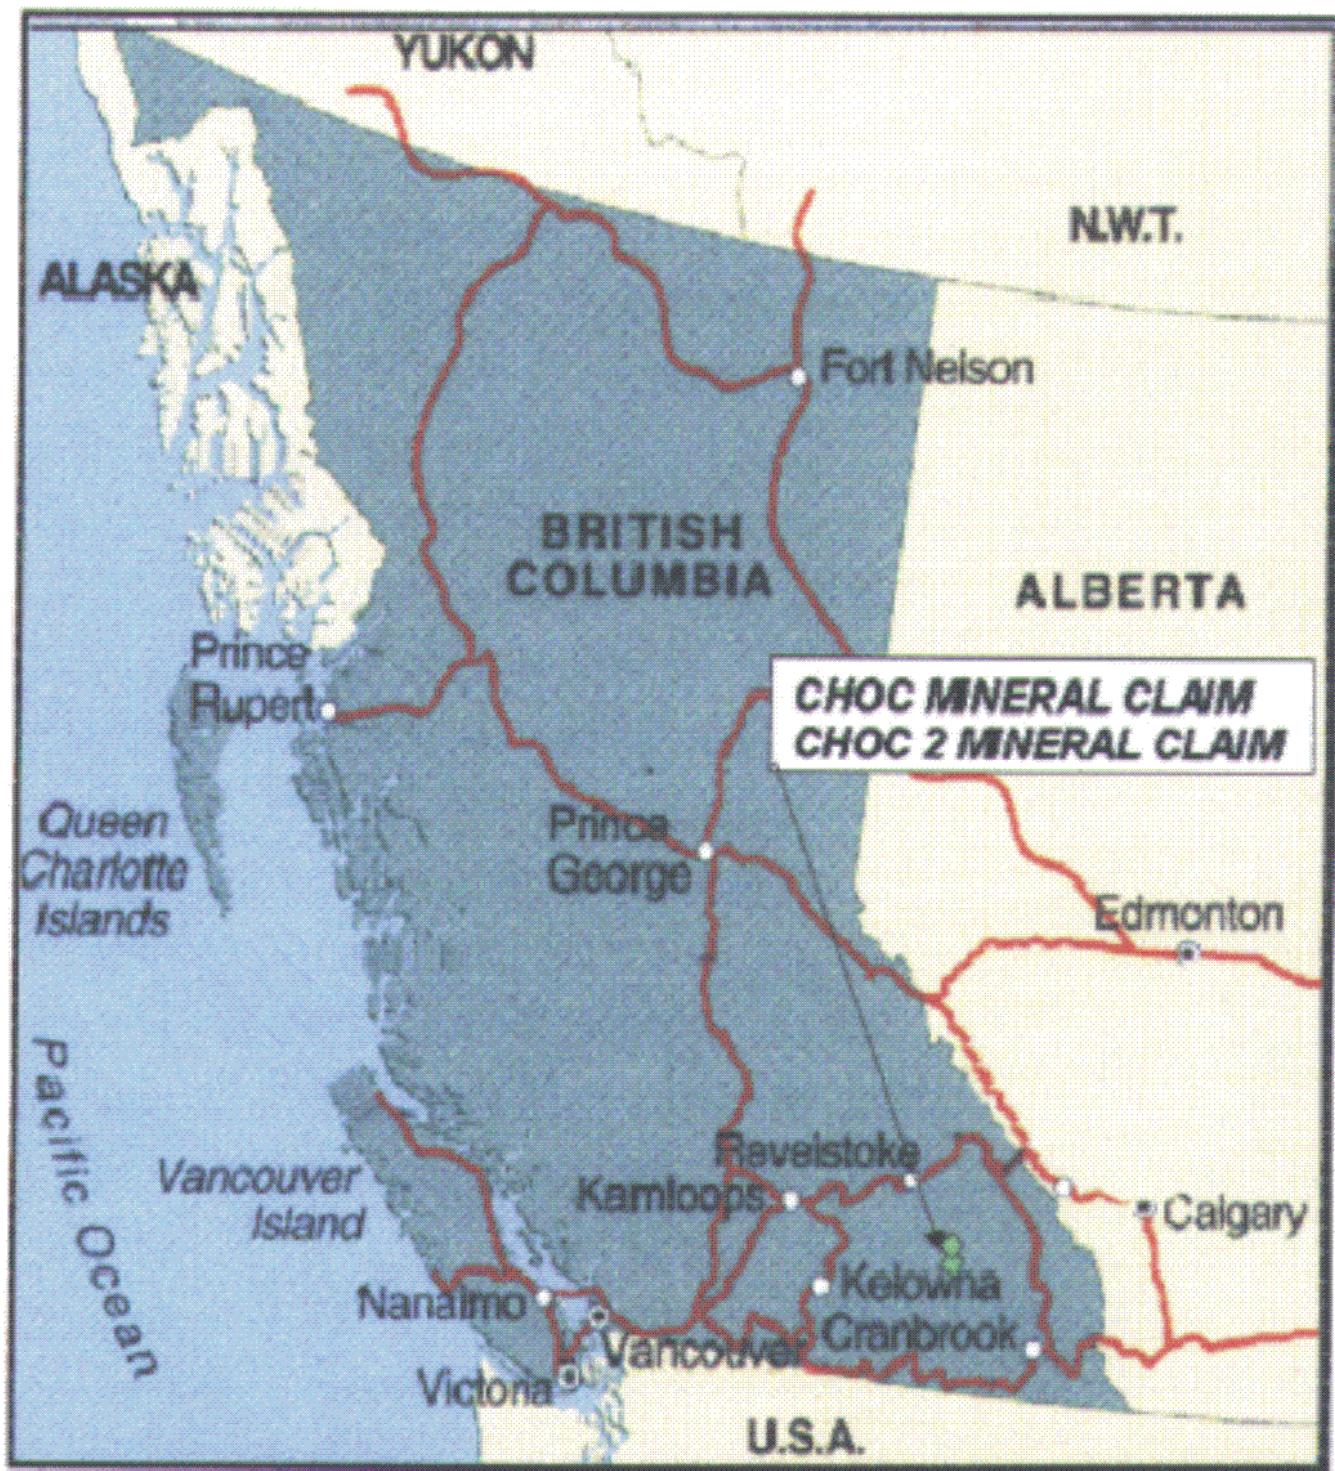 YUKON
N.W.T.
ALASKA
Fort Nelson
BRITISH
COLUMBIA
ALBERTA
Prince
Rupert
CHOC MINERAL CLAIM
CHOC 2 MINERAL CLAIM
Queen
Charlotte
Islands
Prince
George
Edmonton
Pacific Ocean
Revelstoke
Vancouver
Island
Kamloops
Calgary
Kelowna
Nanaimo
Cranbrook
Vancouver
Victoria
U.S.A.